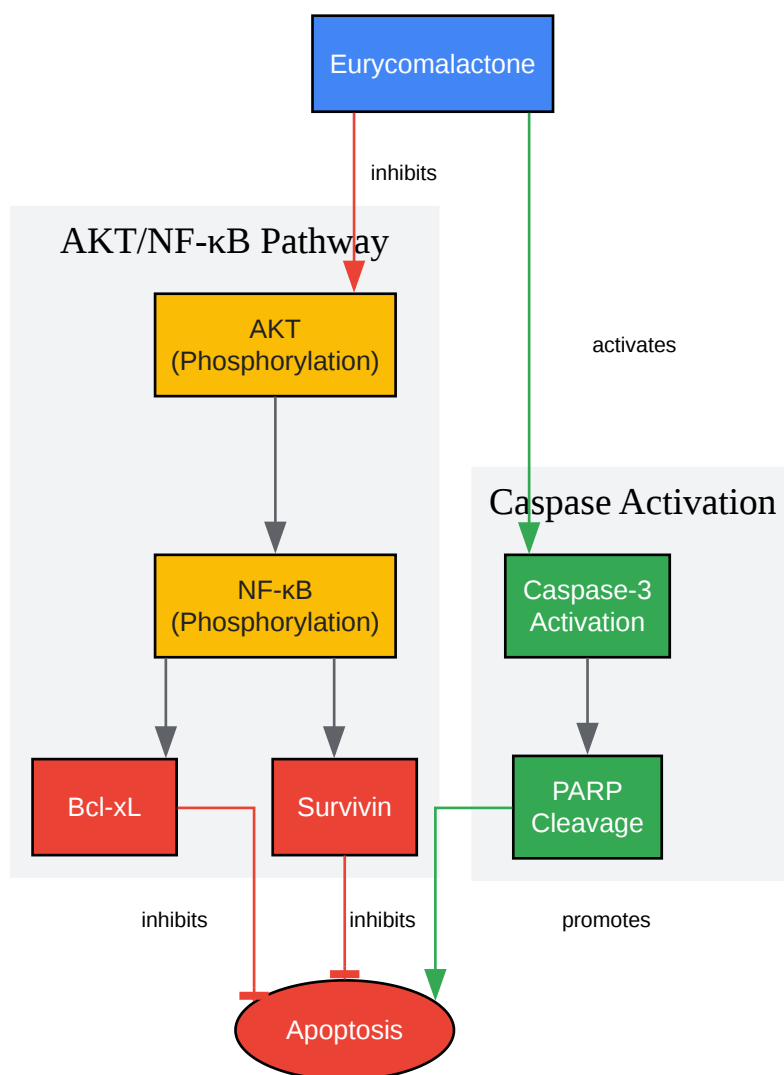 Eurycomalactone
inhibits
AKT/NF-κB Pathway
AKT
(Phosphorylation)
activates
Caspase Activation
NF-κB
(Phosphorylation)
Caspase-3
Activation
Bcl-xL
Survivin
PARP
Cleavage
inhibits
inhibits
promotes
Apoptosis